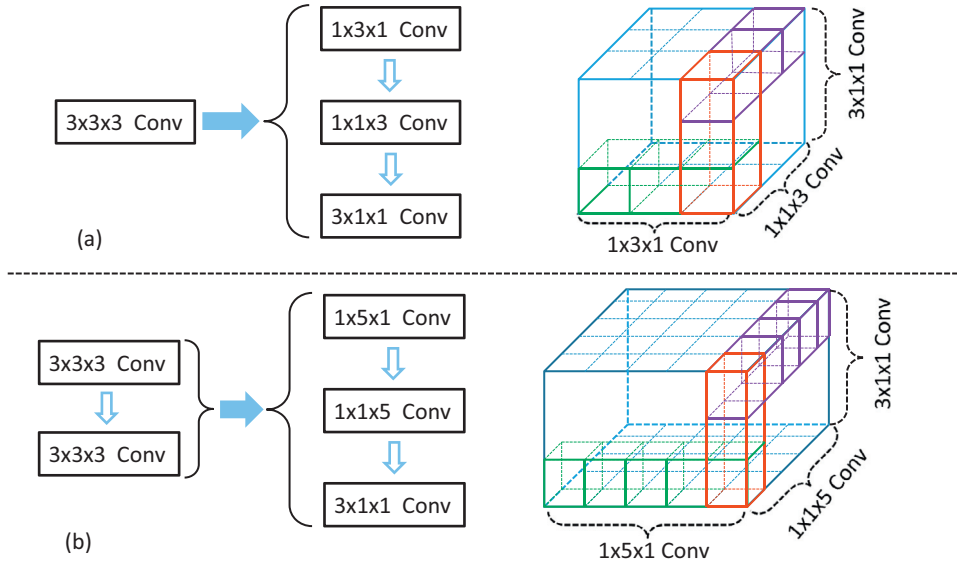 3x3x3 Conv
1x3x1 Conv
1x1x3 Conv
3x1x1 Conv
3x1x1 Conv
1x1x3 Conv
1x3x1 Conv
(a)
3x3x3 Conv
3x3x3 Conv
1x5x1 Conv
1x1x5 Conv
3x1x1 Conv
3x1x1 Conv
1x1x5 Conv
1x5x1 Conv
(b)